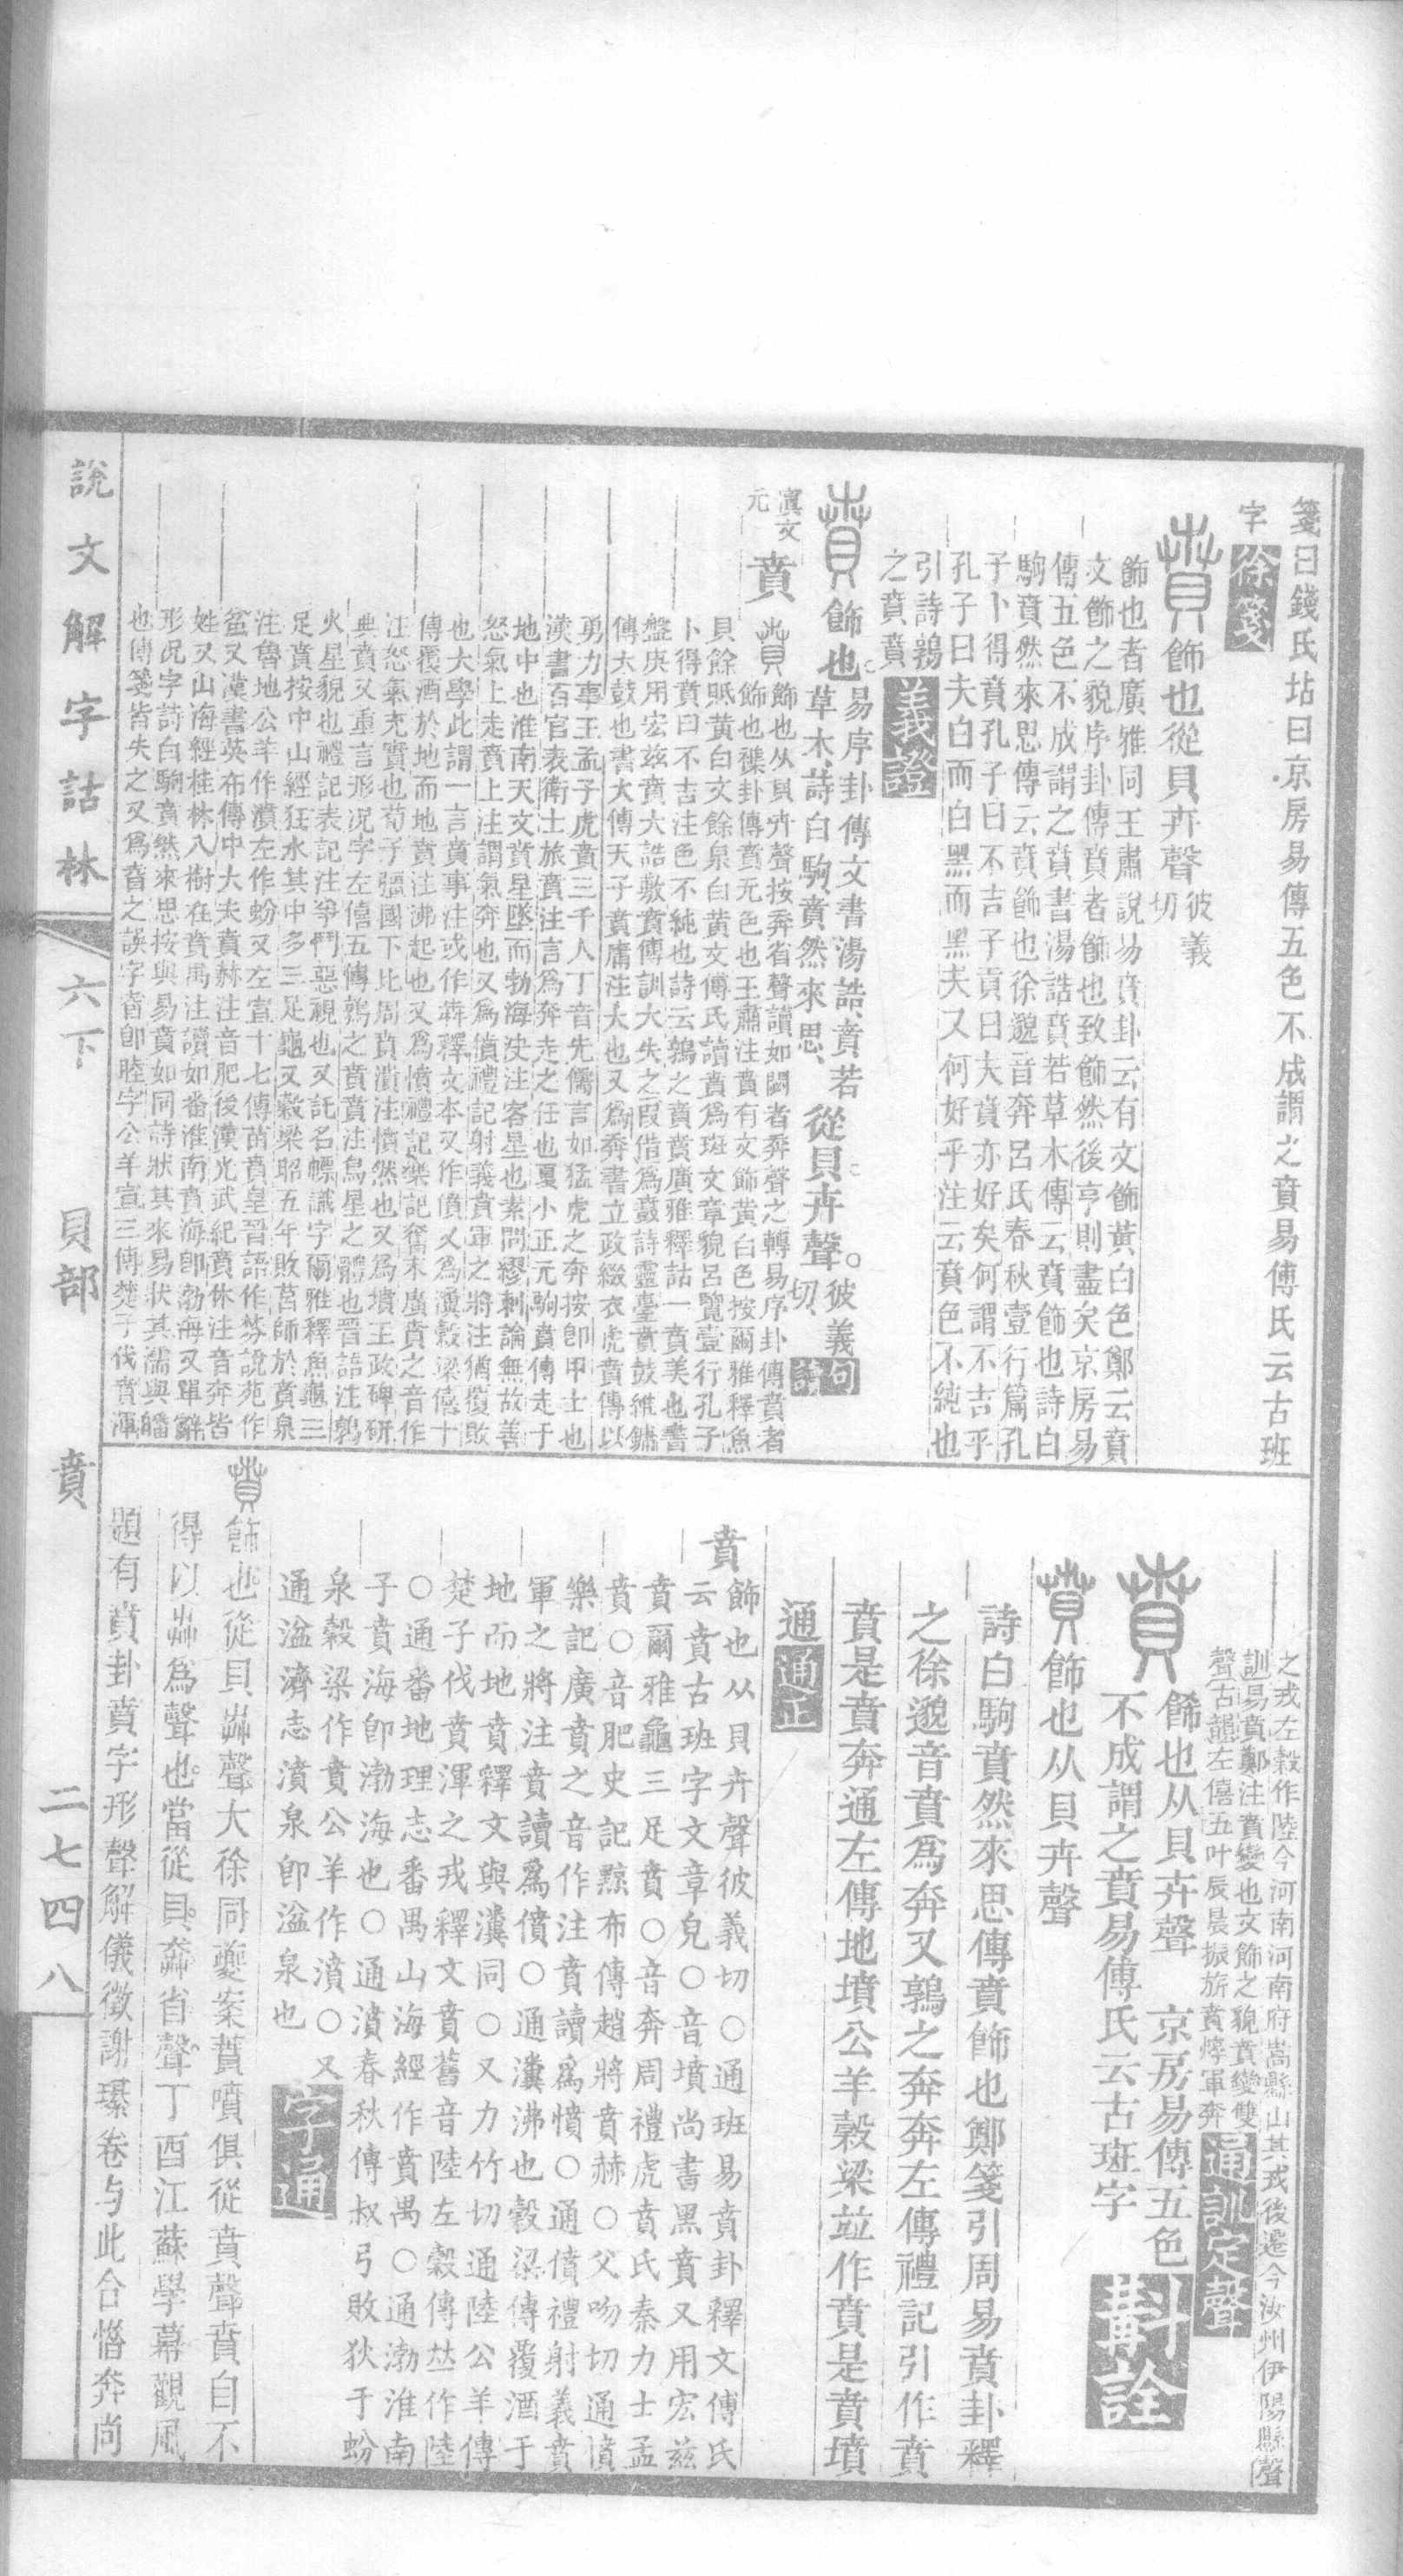 箋曰錢氏坫曰京房易傳五色不成謂之賁易傅氏云古班
字 徐箋
賁飾也從貝卉聲彼義切
飾也者廣雅同王肅說易賁卦云有文飾黃白色鄭云賁
文飾之貌序卦傳賁者飾也致飾然後亨則盡矣京房易
傳五色不成謂之賁書湯誥賁若草木傳云賁飾也詩白
駒賁然來思傳云賁飾也徐邈音奔呂氏春秋壹行篇孔
子卜得賁孔子曰不吉子貢曰夫賁亦好矣何謂不吉乎
孔子曰夫白而白黑而黑夫又何好乎注云賁色不純也
引詩鶉
之賁賁 義證
賁飾也易序卦傳文書湯誥賁若草木詩白駒賁然來思從貝卉聲彼義切 句讀
賁 飾也从貝卉聲按奔省聲讀如闢者奔聲之轉易序卦傳賁者
飾也襍卦傳賁无色也王肅注賁有文飾黃白色按爾雅釋魚
貝餘貾黃白文餘泉白黃文傅氏讀賁爲斑文章貌呂覽壹行孔子
卜得賁曰不吉注色不純也詩云鶉之賁賁廣雅釋詁一賁美也書
盤庚用宏茲賁大誥敷賁傳訓大失之叚借爲鼖詩靈臺賁鼓維鏞
傳大鼓也書大傳天子賁庸注大也又爲奔書立政綴衣虎賁傳以
勇力事王孟子虎賁三千人丁音先儒言如猛虎之奔按卽甲士也
漢書百官表衛士旅賁注言爲奔走之任也夏小正元駒賁傳走于
地中也淮南天文賁星墜而勃海決注客星也素問繆刺論無故善
怒氣上走賁上注謂氣奔也又爲僨禮記射義賁軍之將注猶覆敗
也大學此謂一言賁事注或作犇釋文本又作僨又爲濆穀梁僖十
傳覆酒於地而地賁注沸起也又爲憤禮記樂記奮末廣賁之音作
注怒氣充實也荀子彊國下比周賁潰注憤然也又爲墳王政碑研
典賁又重言形況字左僖五傳鶉之賁賁注鳥星之體也晉語注鶉
火星貌也禮記表記注爭鬥惡視也又託名幖識字爾雅釋魚龜三
足賁按中山經狂水其中多三足龜又穀梁昭五年敗莒師於賁泉
注魯地公羊作濆左作蚡又左宣十七傳苗賁皇晉語作棼說苑作
盆又漢書英布傳中大夫賁赫注音肥後漢光武紀賁休注音奔皆
姓又山海經桂林八樹在賁禺注讀如番淮南賁海卽勃海又單辭
形況字詩白駒賁然來思按與易賁如同詩狀其來易狀其濡與皤
也傳箋皆失之又爲𥉻之誤字𥉻卽睦字公羊宣三傳楚子伐賁渾
之戎左穀作陸今河南河南府嵩縣山其戎後遷今汝州伊陽縣聲
訓易賁鄭注賁變也文飾之貌賁變雙
聲古韻左僖五叶辰晨振旂賁焞軍奔 通訓定聲
賁 飾也从貝卉聲 京房易傳五色
不成謂之賁易傅氏云古斑字 斠詮
賁飾也从貝卉聲
詩白駒賁然來思傳賁飾也鄭箋引周易賁卦釋
之徐邈音賁爲奔又鶉之奔奔左傳禮記引作賁
賁是賁奔通左傳地墳公羊穀梁並作賁是賁墳
通 通正
賁 飾也从貝卉聲彼義切○通班易賁卦釋文傅氏
云賁古班字文章皃○音墳尚書黑賁又用宏茲
賁爾雅龜三足賁○音奔周禮虎賁氏秦力士孟
賁○音肥史記黥布傳趙將賁赫○父吻切通憤
樂記廣賁之音作注賁讀爲憤○通僨禮射義賁
軍之將注賁讀爲僨○通瀵沸也穀梁傳覆酒于
地而地賁釋文與瀵同○又力竹切通陸公羊傳
楚子伐賁渾之戎釋文賁舊音陸左穀傳竝作陸
○通番地理志番禺山海經作賁禺○通渤淮南
子賁海卽渤海也○通濆春秋傳叔弓敗狄于蚡
泉穀梁作賁公羊作濆○又
通湓濟志濆泉卽湓泉也 字通
賁飾也從貝芔聲大徐同夔案蕡噴俱從賁聲賁自不
得以芔爲聲也當從貝奔省聲丁酉江蘇學幕觀風
題有賁卦賁字形聲解儀徵謝㻛卷与此合惜奔尚
說文解字詁林 六下 貝部 賁 二七四八